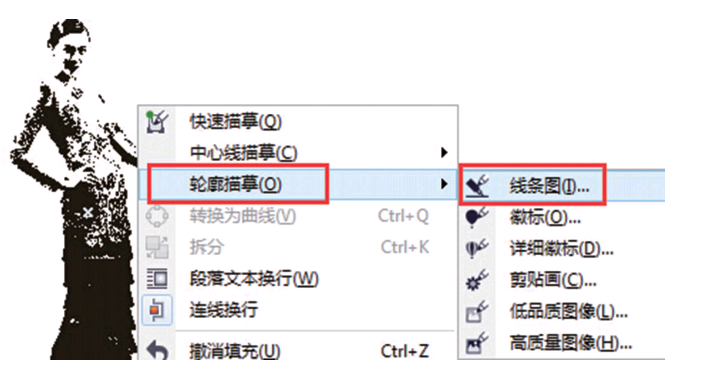 快速描摹(Q)
中心线描摹(C)
轮廓描摹(O)
转换为曲线(V) Ctrl+Q
拆分 Ctrl+K
段落文本换行(W)
连线换行
撤消填充(U) Ctrl+Z
线条图(I)...
徽标(O)...
详细徽标(D)...
剪贴画(C)...
低品质图像(L)...
高质量图像(H)...